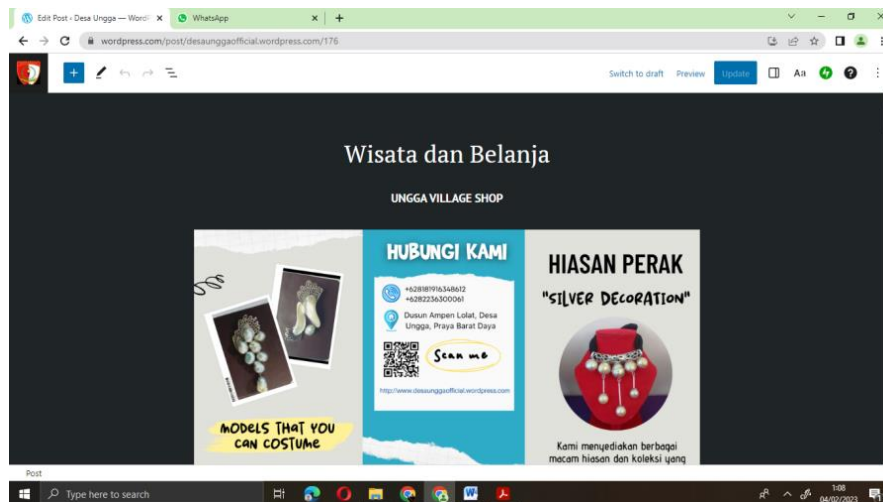 Edit Post ‹ Desa Ungga — Word
WhatsApp
wordpress.com/post/desaunggaofficial.wordpress.com/176
Switch to draft
Preview
Update
Aa
Wisata dan Belanja
UNGGA VILLAGE SHOP
MODELS THAT YOU
CAN COSTUME
HUBUNGI KAMI
+6281819163486​12
+6282236300061
Dusun Ampen Lolat, Desa
Ungga, Praya Barat Daya
Scan me
http://www.desaunggaofficial.wordpress.com
HIASAN PERAK
"SILVER DECORATION"
Kami menyediakan berbagai
macam hiasan dan koleksi yang
Post
Type here to search
1:08
04/02/2023